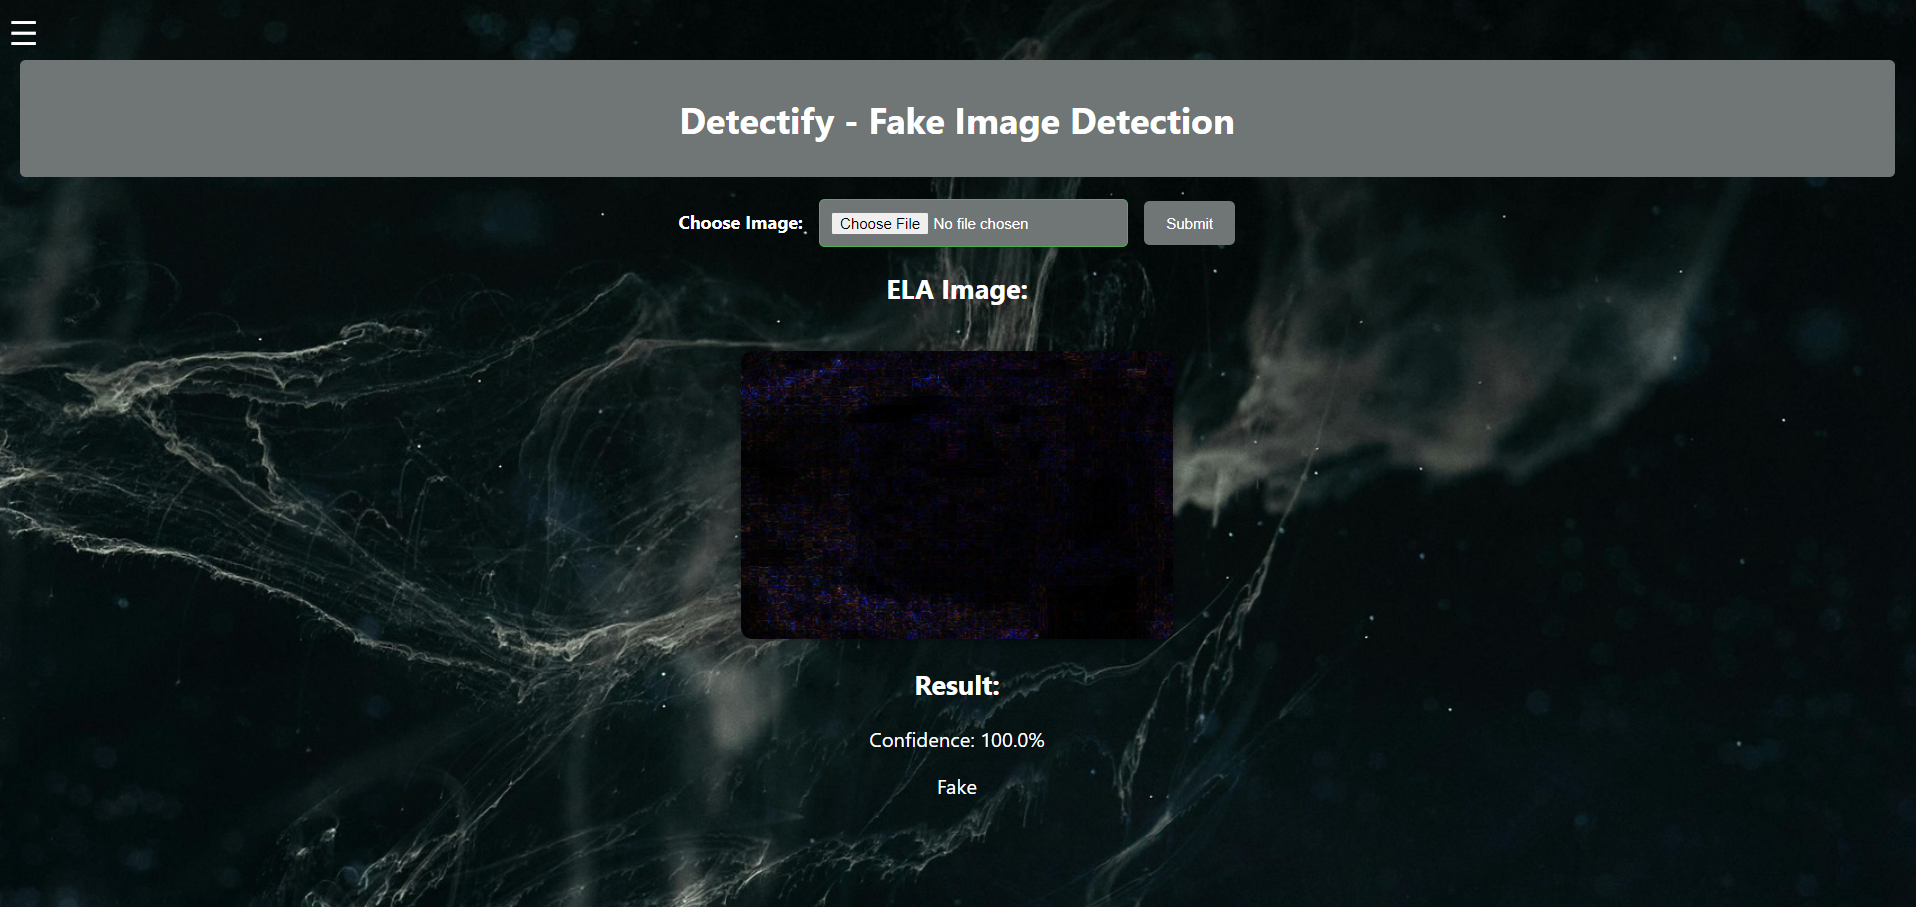 Detectify - Fake Image Detection
Choose Image: Choose File No file chosen Submit
ELA Image:
Result:
Confidence: 100.0%
Fake